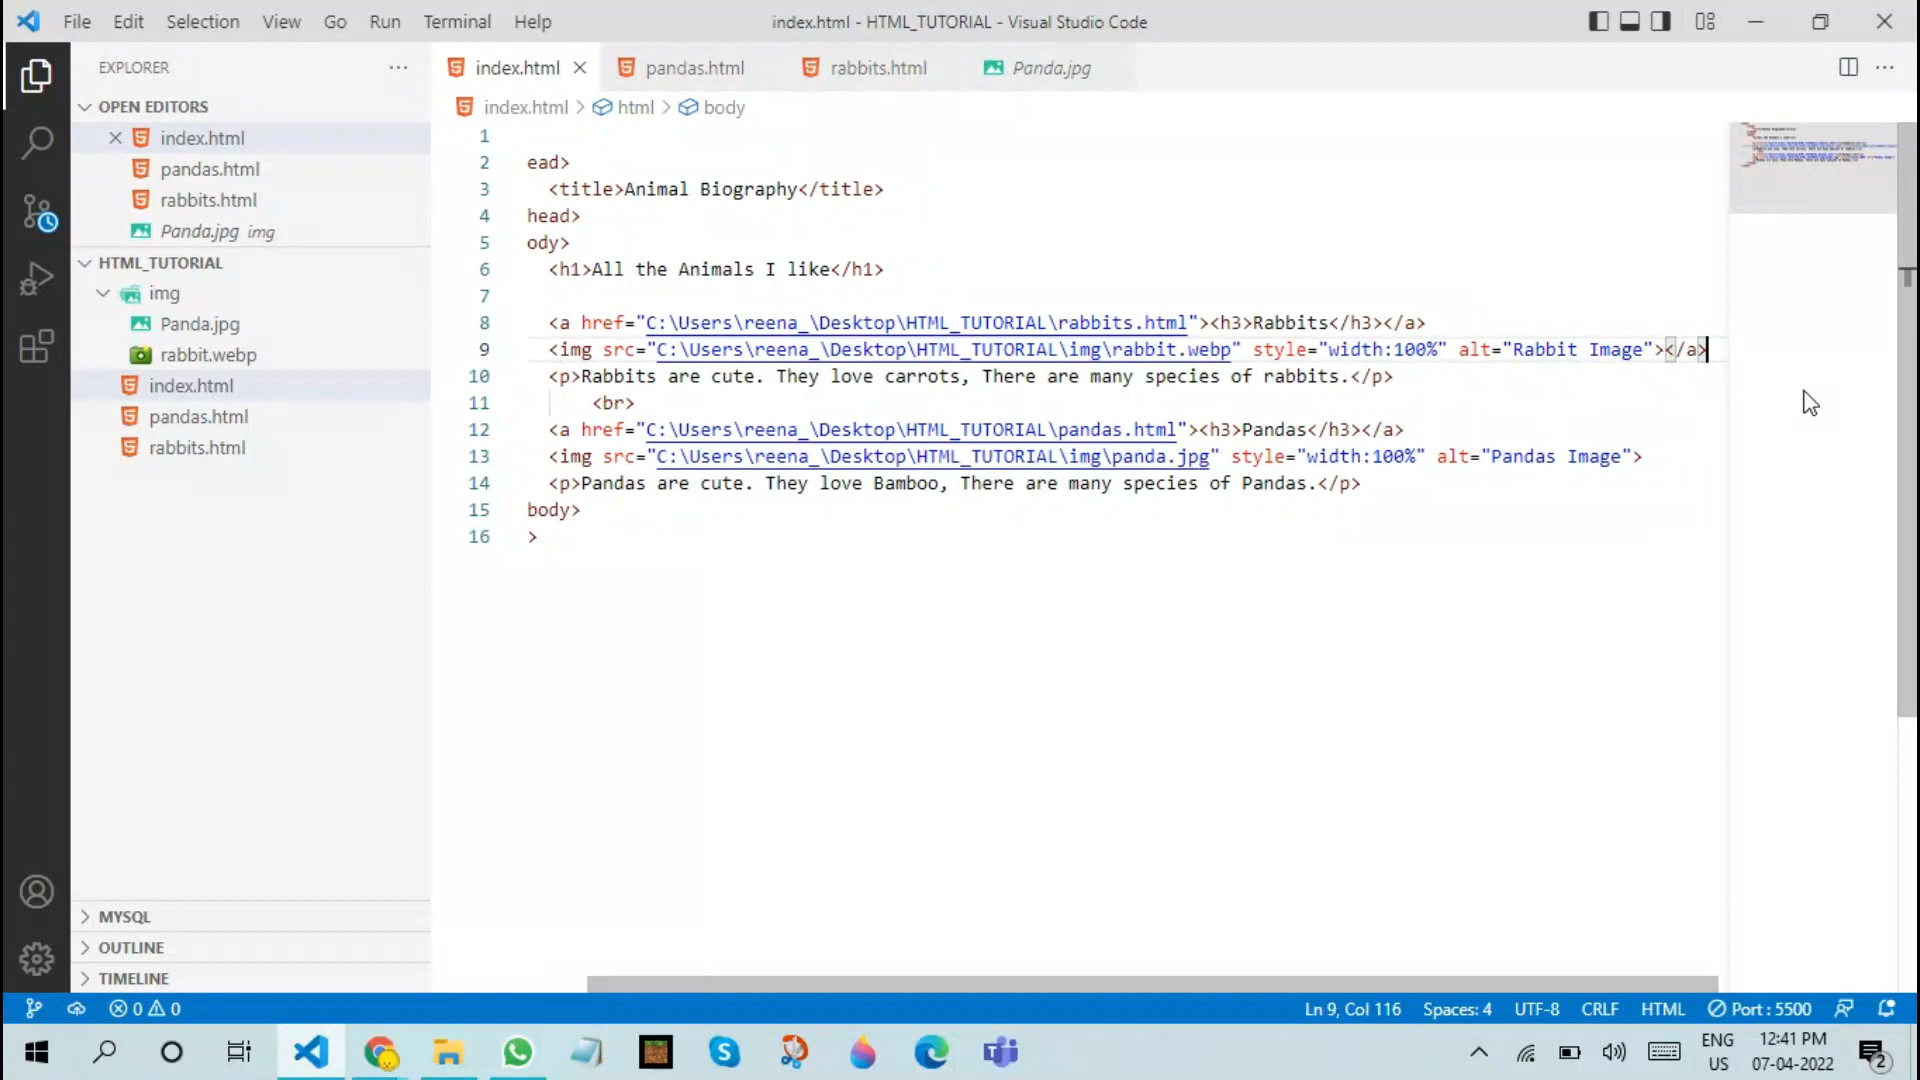 File Edit Selection View Go Run Terminal Help
index.html - HTML_TUTORIAL - Visual Studio Code
EXPLORER
OPEN EDITORS
index.html
pandas.html
rabbits.html
Panda.jpg img
HTML_TUTORIAL
img
Panda.jpg
rabbit.webp
index.html
pandas.html
rabbits.html
MYSQL
OUTLINE
TIMELINE
index.html pandas.html rabbits.html Panda.jpg
index.html > html > body
1
2 ead>
3 <title>Animal Biography</title>
4 head>
5 ody>
6 <h1>All the Animals I like</h1>
7
8 <a href="C:\Users\reena_\Desktop\HTML_TUTORIAL\rabbits.html"><h3>Rabbits</h3></a>
9 <img src="C:\Users\reena_\Desktop\HTML_TUTORIAL\img\rabbit.webp" style="width:100%" alt="Rabbit Image"></a>
10 <p>Rabbits are cute. They love carrots, There are many species of rabbits.</p>
11 <br>
12 <a href="C:\Users\reena_\Desktop\HTML_TUTORIAL\pandas.html"><h3>Pandas</h3></a>
13 <img src="C:\Users\reena_\Desktop\HTML_TUTORIAL\img\panda.jpg" style="width:100%" alt="Pandas Image">
14 <p>Pandas are cute. They love Bamboo, There are many species of Pandas.</p>
15 body>
16 >
0 0 Ln 9, Col 116 Spaces: 4 UTF-8 CRLF HTML Port : 5500
ENG
US
12:41 PM
07-04-2022
2